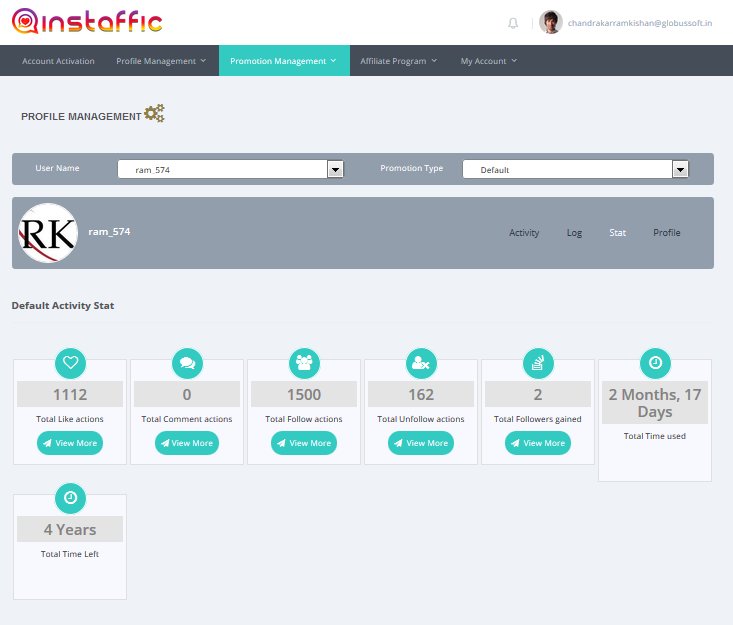 instaffic
chandrakarramkishan@globussoft.in
Account Activation Profile Management Promotion Management Affiliate Program My Account
PROFILE MANAGEMENT
User Name ram_574 Promotion Type Default
RK ram_574 Activity Log Stat Profile
Default Activity Stat
1112 0 1500 162 2 2 Months, 17
Days
Total Like actions Total Comment actions Total Follow actions Total Unfollow actions Total Followers gained
Total Time used
View More View More View More View More View More
4 Years
Total Time Left